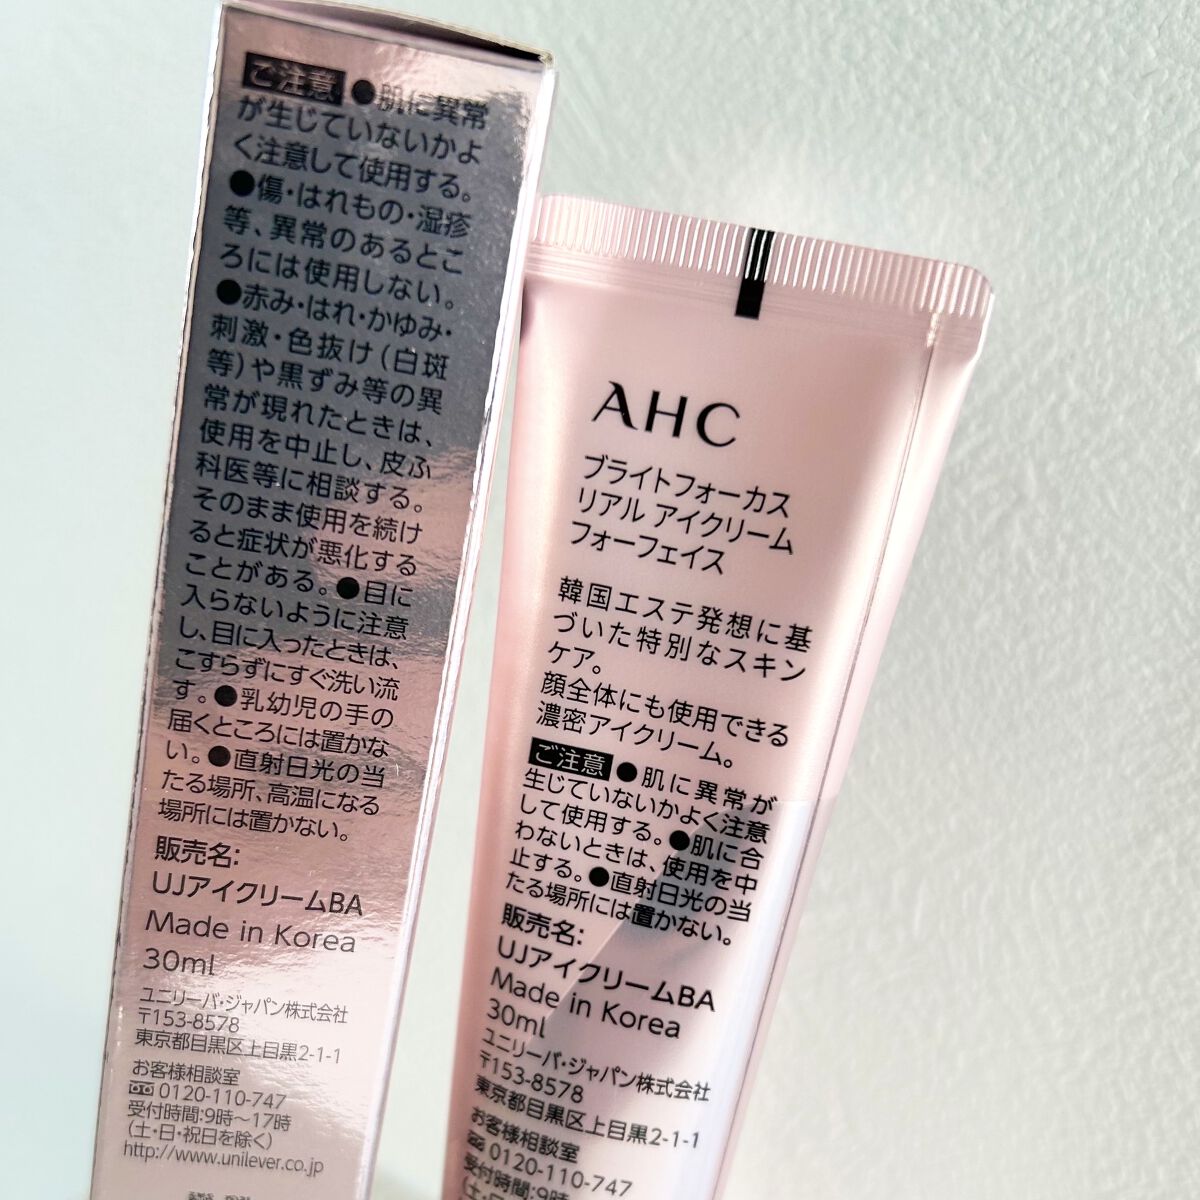 ご注意 ●肌に異常
が生じていないかよ
く注意して使用する。
●傷・はれもの・湿疹
等、異常のあるとこ
ろには使用しない。
●赤み・はれ・かゆみ・
刺激・色抜け(白斑
等)や黒ずみ等の異
常が現れたときは、
使用を中止し、皮ふ
科医等に相談する。
そのまま使用を続け
ると症状が悪化する
ことがある。●目に
入らないように注意
し、目に入ったときは、
こすらずにすぐ洗い流
す。●乳幼児の手の
届くところには置かな
い。●直射日光の当
たる場所、高温になる
場所には置かない。
販売名:
UJアイクリームBA
Made in Korea
30ml
ユニリーバ・ジャパン株式会社
〒153-8578
東京都目黒区上目黒2-1-1
お客様相談室
0120-110-747
受付時間:9時〜17時
(土・日・祝日を除く)
http://www.unilever.co.jp
AHC
ブライトフォーカス
リアル アイクリーム
フォーフェイス
韓国エステ発想に基
づいた特別なスキン
ケア。
顔全体にも使用できる
濃密アイクリーム。
ご注意 ●肌に異常が
生じていないかよく注意
して使用する。●肌に合
わないときは、使用を中
止する。●直射日光の当
たる場所には置かない。
販売名:
UJアイクリームBA
Made in Korea
30ml
ユニリーバ・ジャパン株式会社
〒153-8578
東京都目黒区上目黒2-1-1
お客様相談室
0120-110-747
受付時間:9時
(土・日・